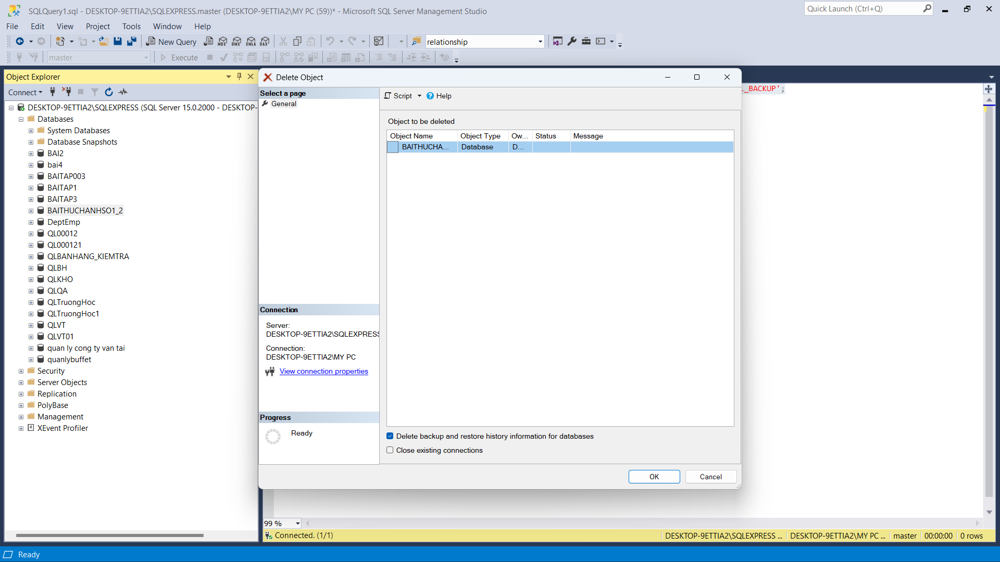 SQLQuery1.sql - DESKTOP-9ETTIA2\SQLEXPRESS.master (DESKTOP-9ETTIA2\MY PC (59))* - Microsoft SQL Server Management Studio
Quick Launch (Ctrl+Q)
File Edit View Project Tools Window Help
New Query MDX DMX XMLA DAX relationship
master Execute
Object Explorer
Connect
DESKTOP-9ETTIA2\SQLEXPRESS (SQL Server 15.0.2000 - DESKTOP-
Databases
System Databases
Database Snapshots
BAI2
bai4
BAITAP003
BAITAP1
BAITAP3
BAITHUCHANHSO1_2
DeptEmp
QL00012
QL000121
QLBANHANG_KIEMTRA
QLBH
QLKHO
QLQA
QLTruongHoc
QLTruongHoc1
QLVT
QLVT01
quan ly cong ty van tai
quanlybuffet
Security
Server Objects
Replication
PolyBase
Management
XEvent Profiler
Delete Object
Select a page
General
Script Help
Object to be deleted
Object Name Object Type Ow... Status Message
BAITHUCHA... Database D...
Connection
Server:
DESKTOP-9ETTIA2\SQLEXPRESS
Connection:
DESKTOP-9ETTIA2\MY PC
View connection properties
Progress
Ready
Delete backup and restore history information for databases
Close existing connections
OK Cancel
L_BACKUP';
99 %
Connected. (1/1) DESKTOP-9ETTIA2\SQLEXPRESS ... DESKTOP-9ETTIA2\MY PC ... master 00:00:00 0 rows
Ready